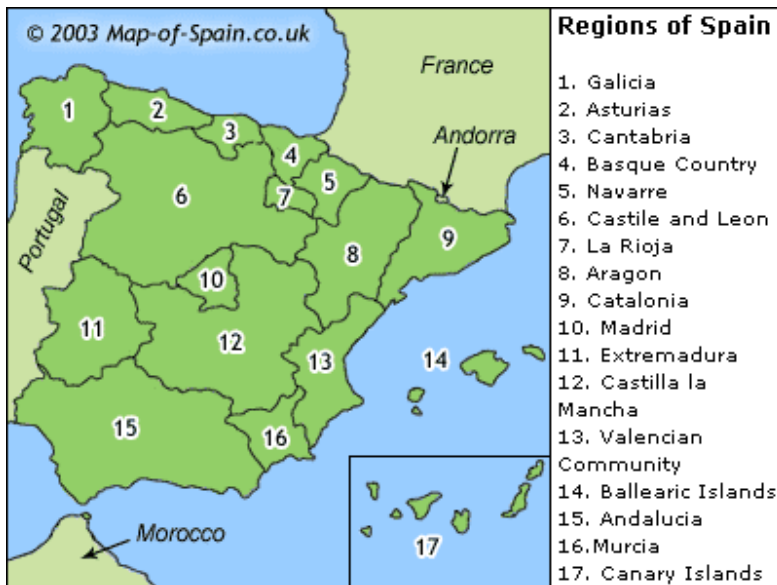 © 2003 Map-of-Spain.co.uk
France
Andorra
Portugal
Morocco
1
2
3
4
5
6
7
8
9
10
11
12
13
14
15
16
17
Regions of Spain
1. Galicia
2. Asturias
3. Cantabria
4. Basque Country
5. Navarre
6. Castile and Leon
7. La Rioja
8. Aragon
9. Catalonia
10. Madrid
11. Extremadura
12. Castilla la
Mancha
13. Valencian
Community
14. Ballearic Islands
15. Andalucia
16.Murcia
17. Canary Islands